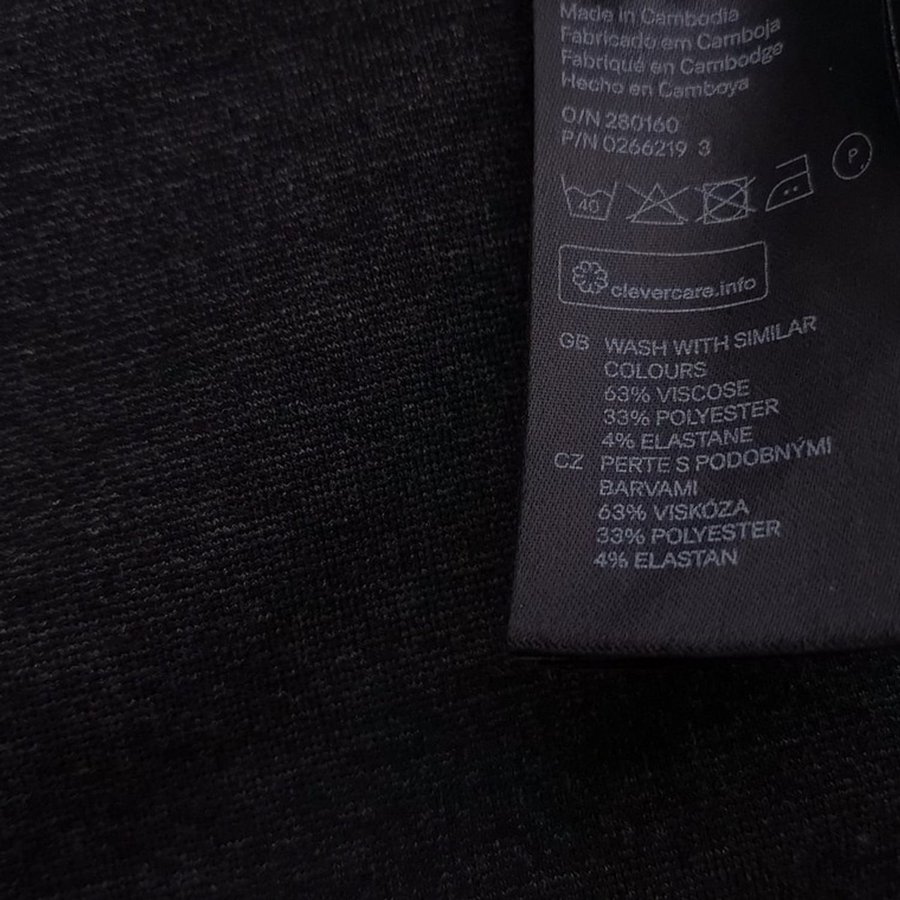 Made in Cambodia
Fabricado em Camboja
Fabriqué en Cambodge
Hecho en Camboya
O/N 280160
P/N 0266219 3
40
P
clevercare.info
GB WASH WITH SIMILAR
COLOURS
63% VISCOSE
33% POLYESTER
4% ELASTANE
CZ PERTE S PODOBNÝMI
BARVAMI
63% VISKÓZA
33% POLYESTER
4% ELASTAN